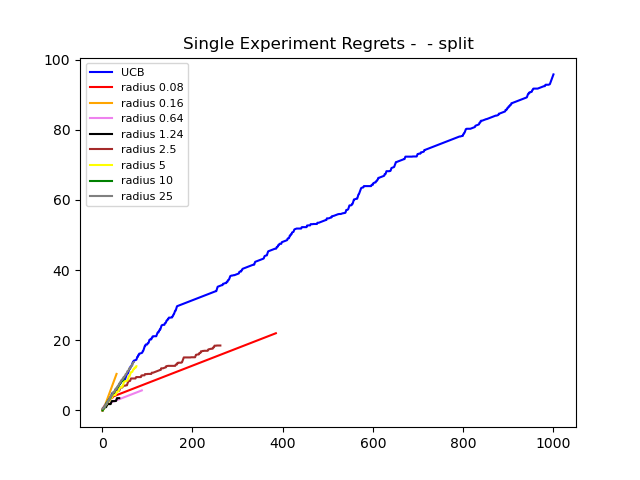 Single Experiment Regrets -  - split
UCB
radius 0.08
radius 0.16
radius 0.64
radius 1.24
radius 2.5
radius 5
radius 10
radius 25
100
80
60
40
20
0
0 200 400 600 800 1000